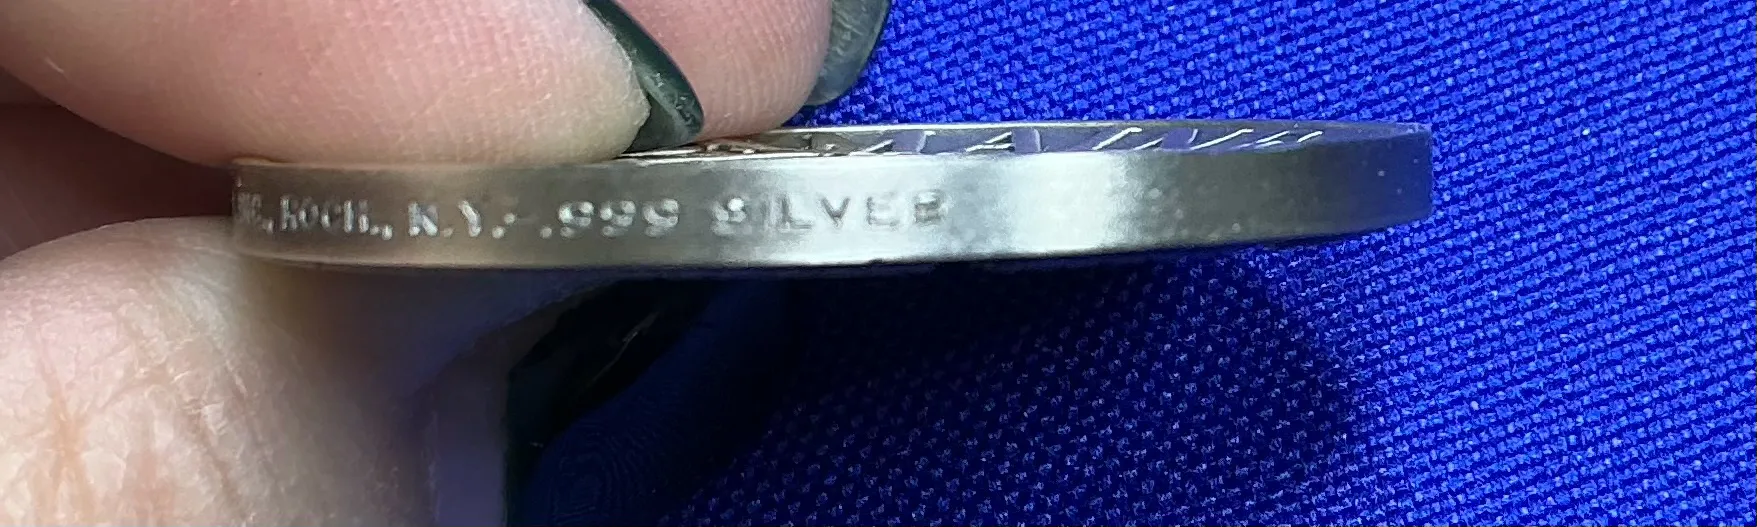 ROCH., N.Y. - .999 SILVER